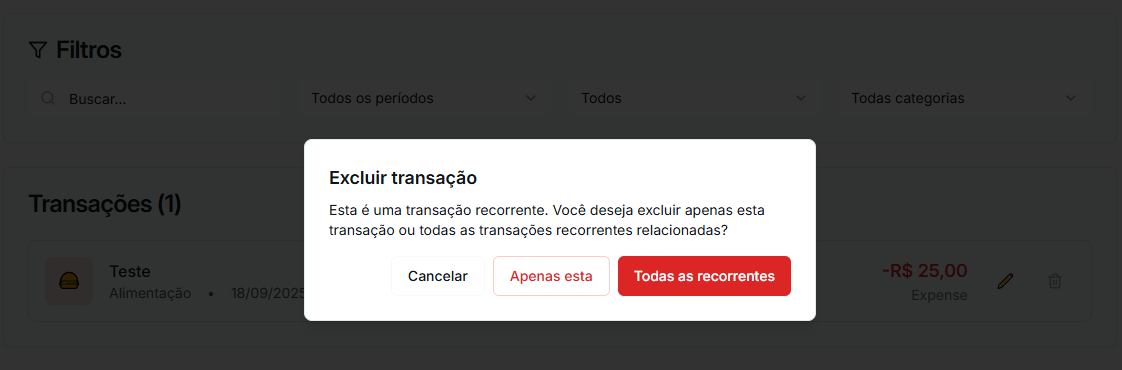 Filtros
Buscar...
Todos os períodos
Todos
Todas categorias
Excluir transação
Esta é uma transação recorrente. Você deseja excluir apenas esta
transação ou todas as transações recorrentes relacionadas?
Cancelar
Apenas esta
Todas as recorrentes
Transações (1)
Teste
-R$ 25,00
Alimentação • 18/09/2025
Expense